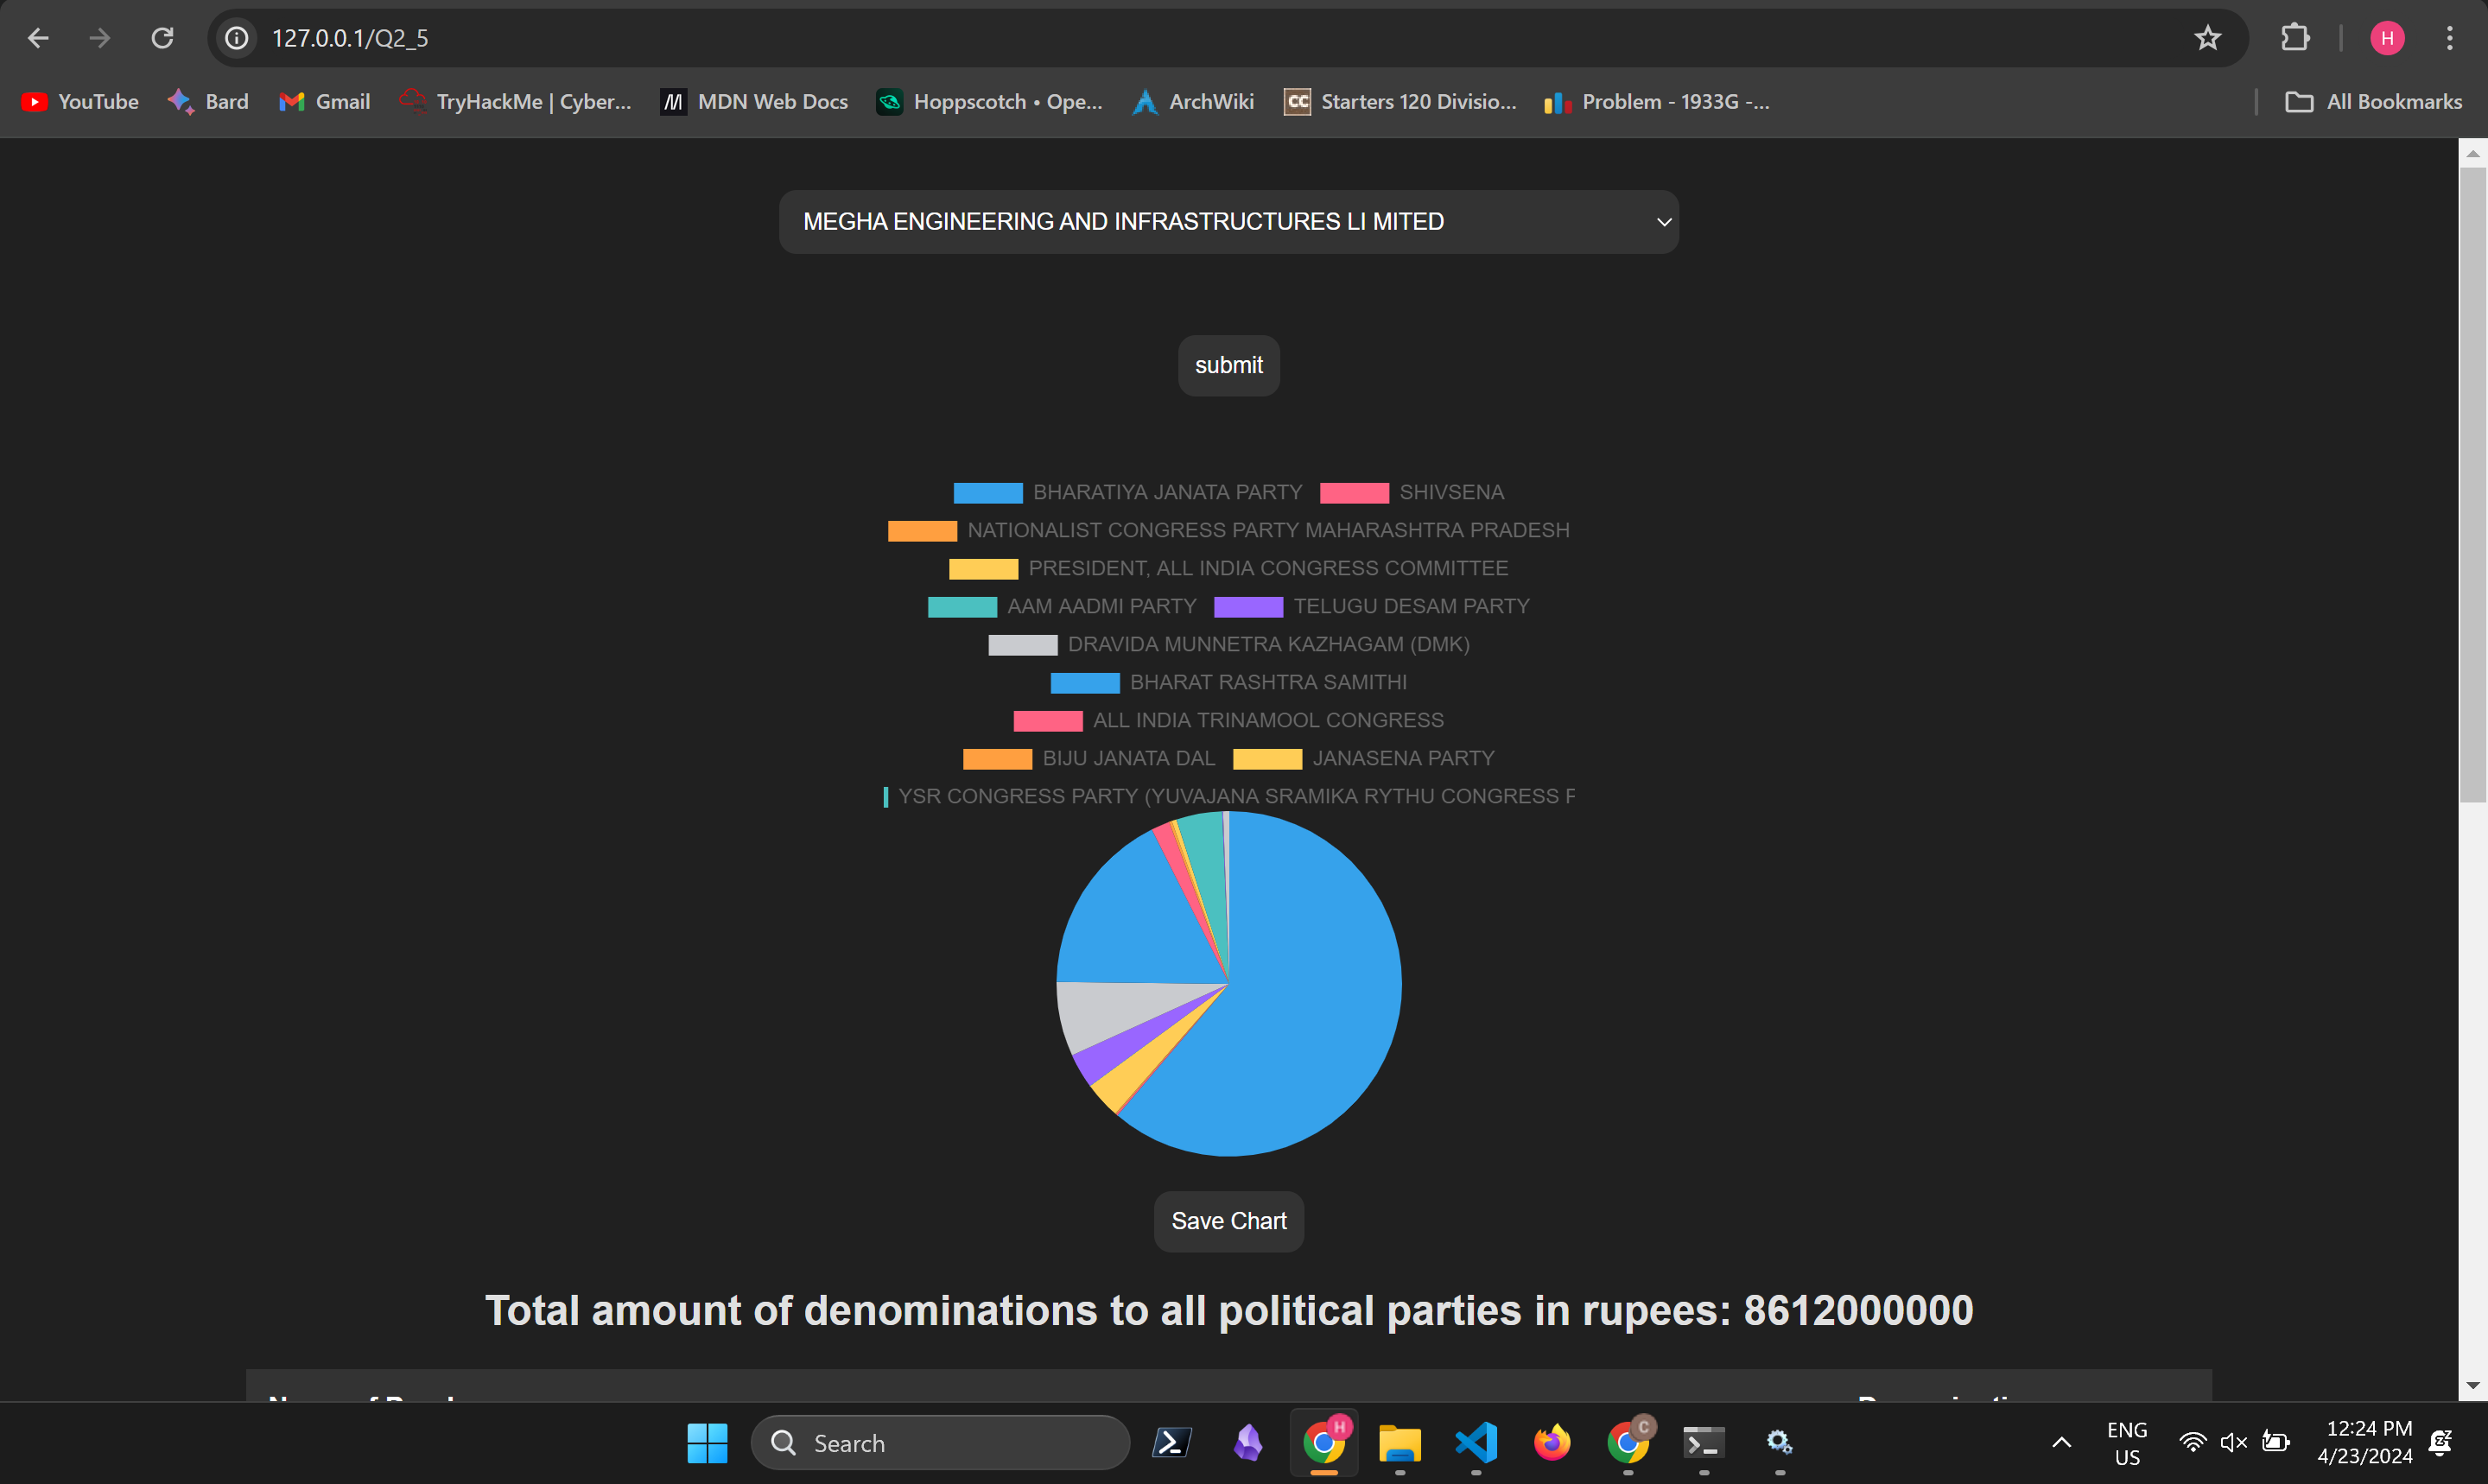 127.0.0.1/Q2_5
YouTube Bard Gmail TryHackMe | Cyber... MDN Web Docs Hoppscotch • Ope... ArchWiki CC Starters 120 Divisio... Problem - 1933G -... All Bookmarks
MEGHA ENGINEERING AND INFRASTRUCTURES LI MITED
submit
BHARATIYA JANATA PARTY SHIVSENA
NATIONALIST CONGRESS PARTY MAHARASHTRA PRADESH
PRESIDENT, ALL INDIA CONGRESS COMMITTEE
AAM AADMI PARTY TELUGU DESAM PARTY
DRAVIDA MUNNETRA KAZHAGAM (DMK)
BHARAT RASHTRA SAMITHI
ALL INDIA TRINAMOOL CONGRESS
BIJU JANATA DAL JANASENA PARTY
YSR CONGRESS PARTY (YUVAJANA SRAMIKA RYTHU CONGRESS
Save Chart
Total amount of denominations to all political parties in rupees: 8612000000
Search
ENG
US
12:24 PM
4/23/2024